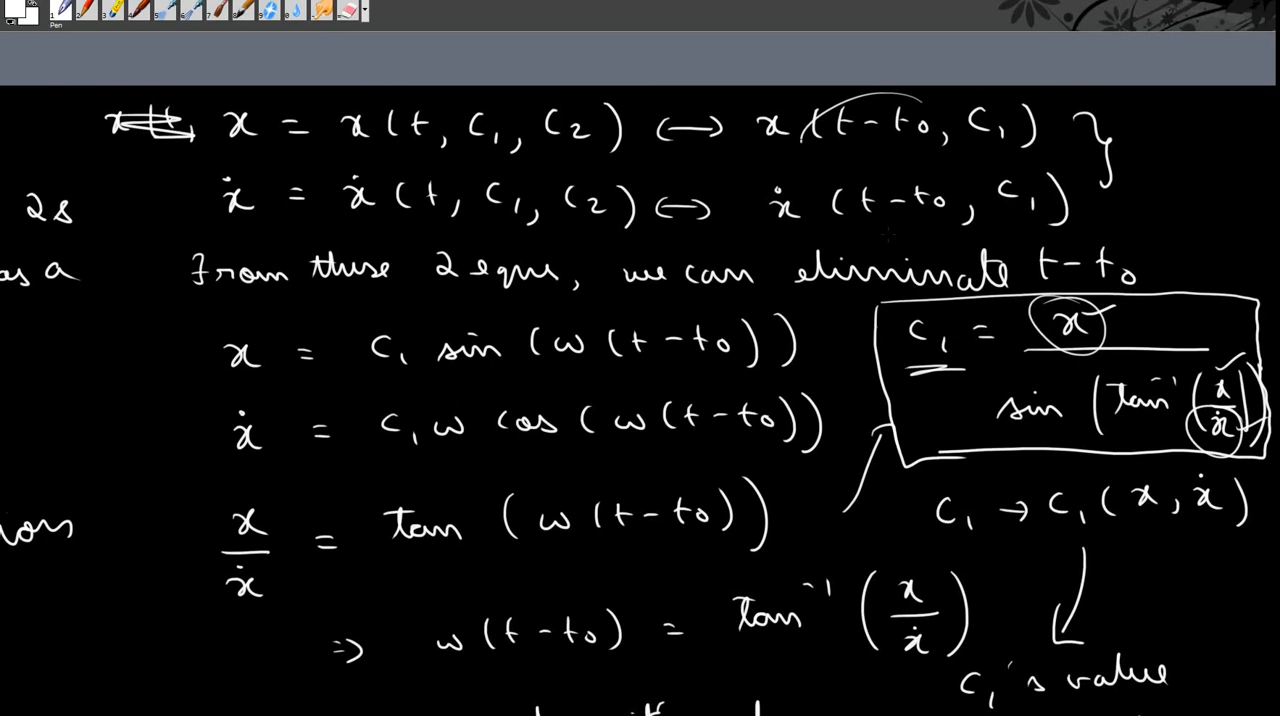 x = x(t, c₁, c₂) ↔ x(t-t₀, c₁) }
ẋ = ẋ(t, c₁, c₂) ↔ ẋ(t-t₀, c₁)
2s
as a
From these 2 eqns, we can eliminate t-t₀
x = c₁ sin(ω(t-t₀))
ẋ = c₁ω cos(ω(t-t₀))
x/ẋ = tan(ω(t-t₀))
⇒ ω(t-t₀) = tan⁻¹(x/ẋ)
c₁ = x / sin(tan⁻¹(x/ẋ))
c₁ → c₁(x, ẋ)
c₁'s value